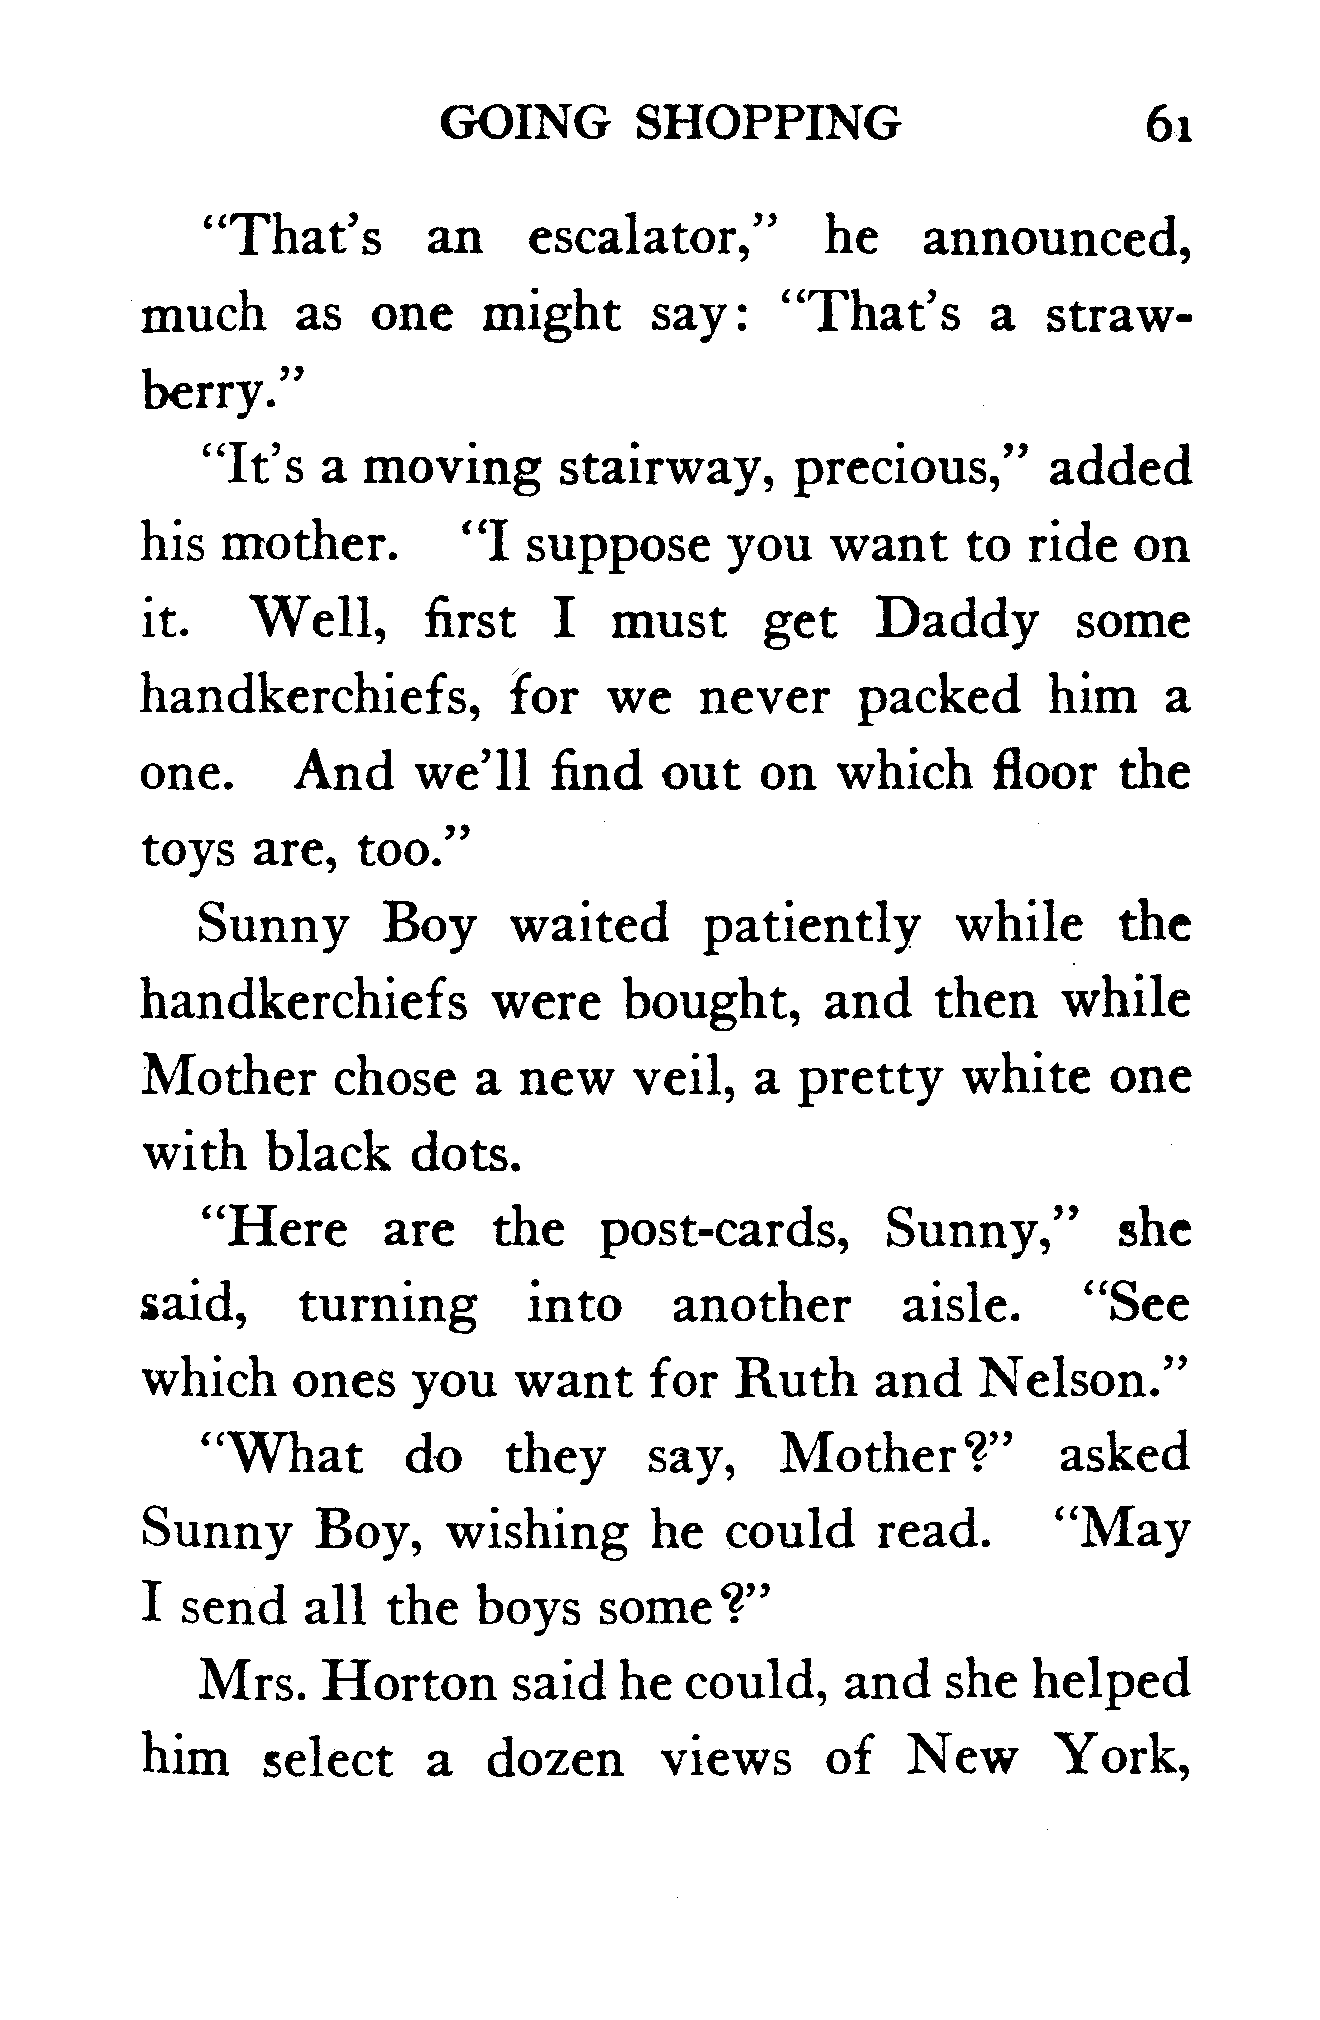 GOING SHOPPING 61
"That's an escalator," he announced,
much as one might say: "That's a straw-
berry."
"It's a moving stairway, precious," added
his mother. "I suppose you want to ride on
it. Well, first I must get Daddy some
handkerchiefs, for we never packed him a
one. And we'll find out on which floor the
toys are, too."
Sunny Boy waited patiently while the
handkerchiefs were bought, and then while
Mother chose a new veil, a pretty white one
with black dots.
"Here are the post-cards, Sunny," she
said, turning into another aisle. "See
which ones you want for Ruth and Nelson."
"What do they say, Mother?" asked
Sunny Boy, wishing he could read. "May
I send all the boys some?"
Mrs. Horton said he could, and she helped
him select a dozen views of New York,